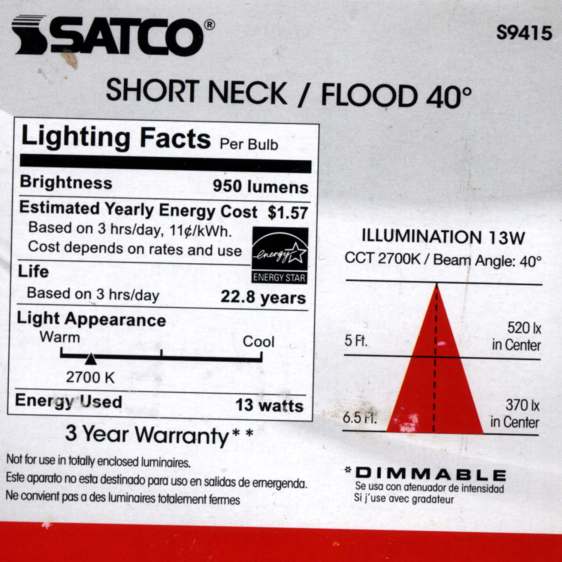 SATCO®
S9415
SHORT NECK / FLOOD 40°
Lighting Facts Per Bulb
Brightness 950 lumens
Estimated Yearly Energy Cost $1.57
Based on 3 hrs/day, 11¢/kWh.
Cost depends on rates and use
energy
ENERGY STAR
Life
Based on 3 hrs/day 22.8 years
Light Appearance
Warm Cool
2700 K
Energy Used 13 watts
3 Year Warranty**
Not for use in totally enclosed luminaires.
Este aparato no esta destinado para uso en salidas de emergenda.
Ne convient pas a des luminaires totalement fermes
ILLUMINATION 13W
CCT 2700K / Beam Angle: 40°
5 Ft. 520 lx
in Center
6.5 Ft. 370 lx
in Center
*DIMMABLE
Se usa con atenuador de intensidad
Si j'use avec gradateur